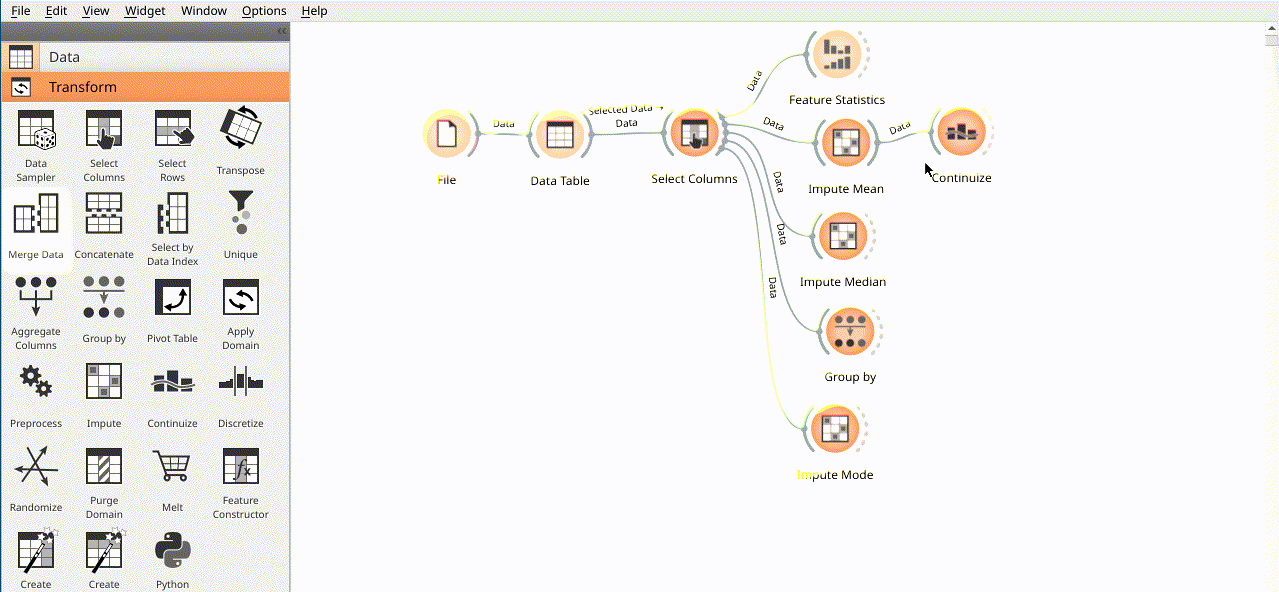 File Edit View Widget Window Options Help
Data
Transform
Data
Sampler
Select
Columns
Select
Rows
Transpose
Merge Data
Concatenate
Select by
Data Index
Unique
Aggregate
Columns
Group by
Pivot Table
Apply
Domain
Preprocess
Impute
Continuize
Discretize
Randomize
Purge
Domain
Melt
Feature
Constructor
Create
Create
Python
File
Data
Data Table
Selected Data →
Data
Select Columns
Data
Feature Statistics
Data
Impute Mean
Data
Continuize
Data
Impute Median
Data
Group by
Data
Impute Mode